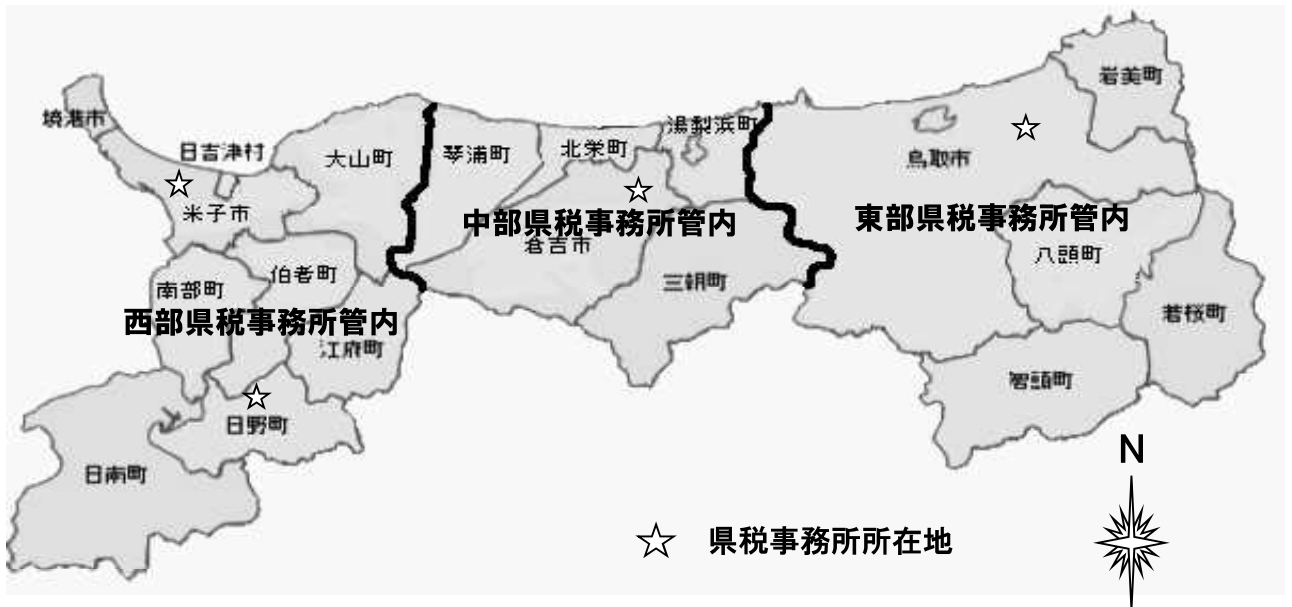 岩美町
境港市
湯梨浜町
日吉津村
大山町
琴浦町
北栄町
鳥取市
米子市
中部県税事務所管内
東部県税事務所管内
倉吉市
八頭町
伯耆町
三朝町
南部町
西部県税事務所管内
若桜町
江府町
智頭町
日野町
日南町
N
☆ 県税事務所所在地